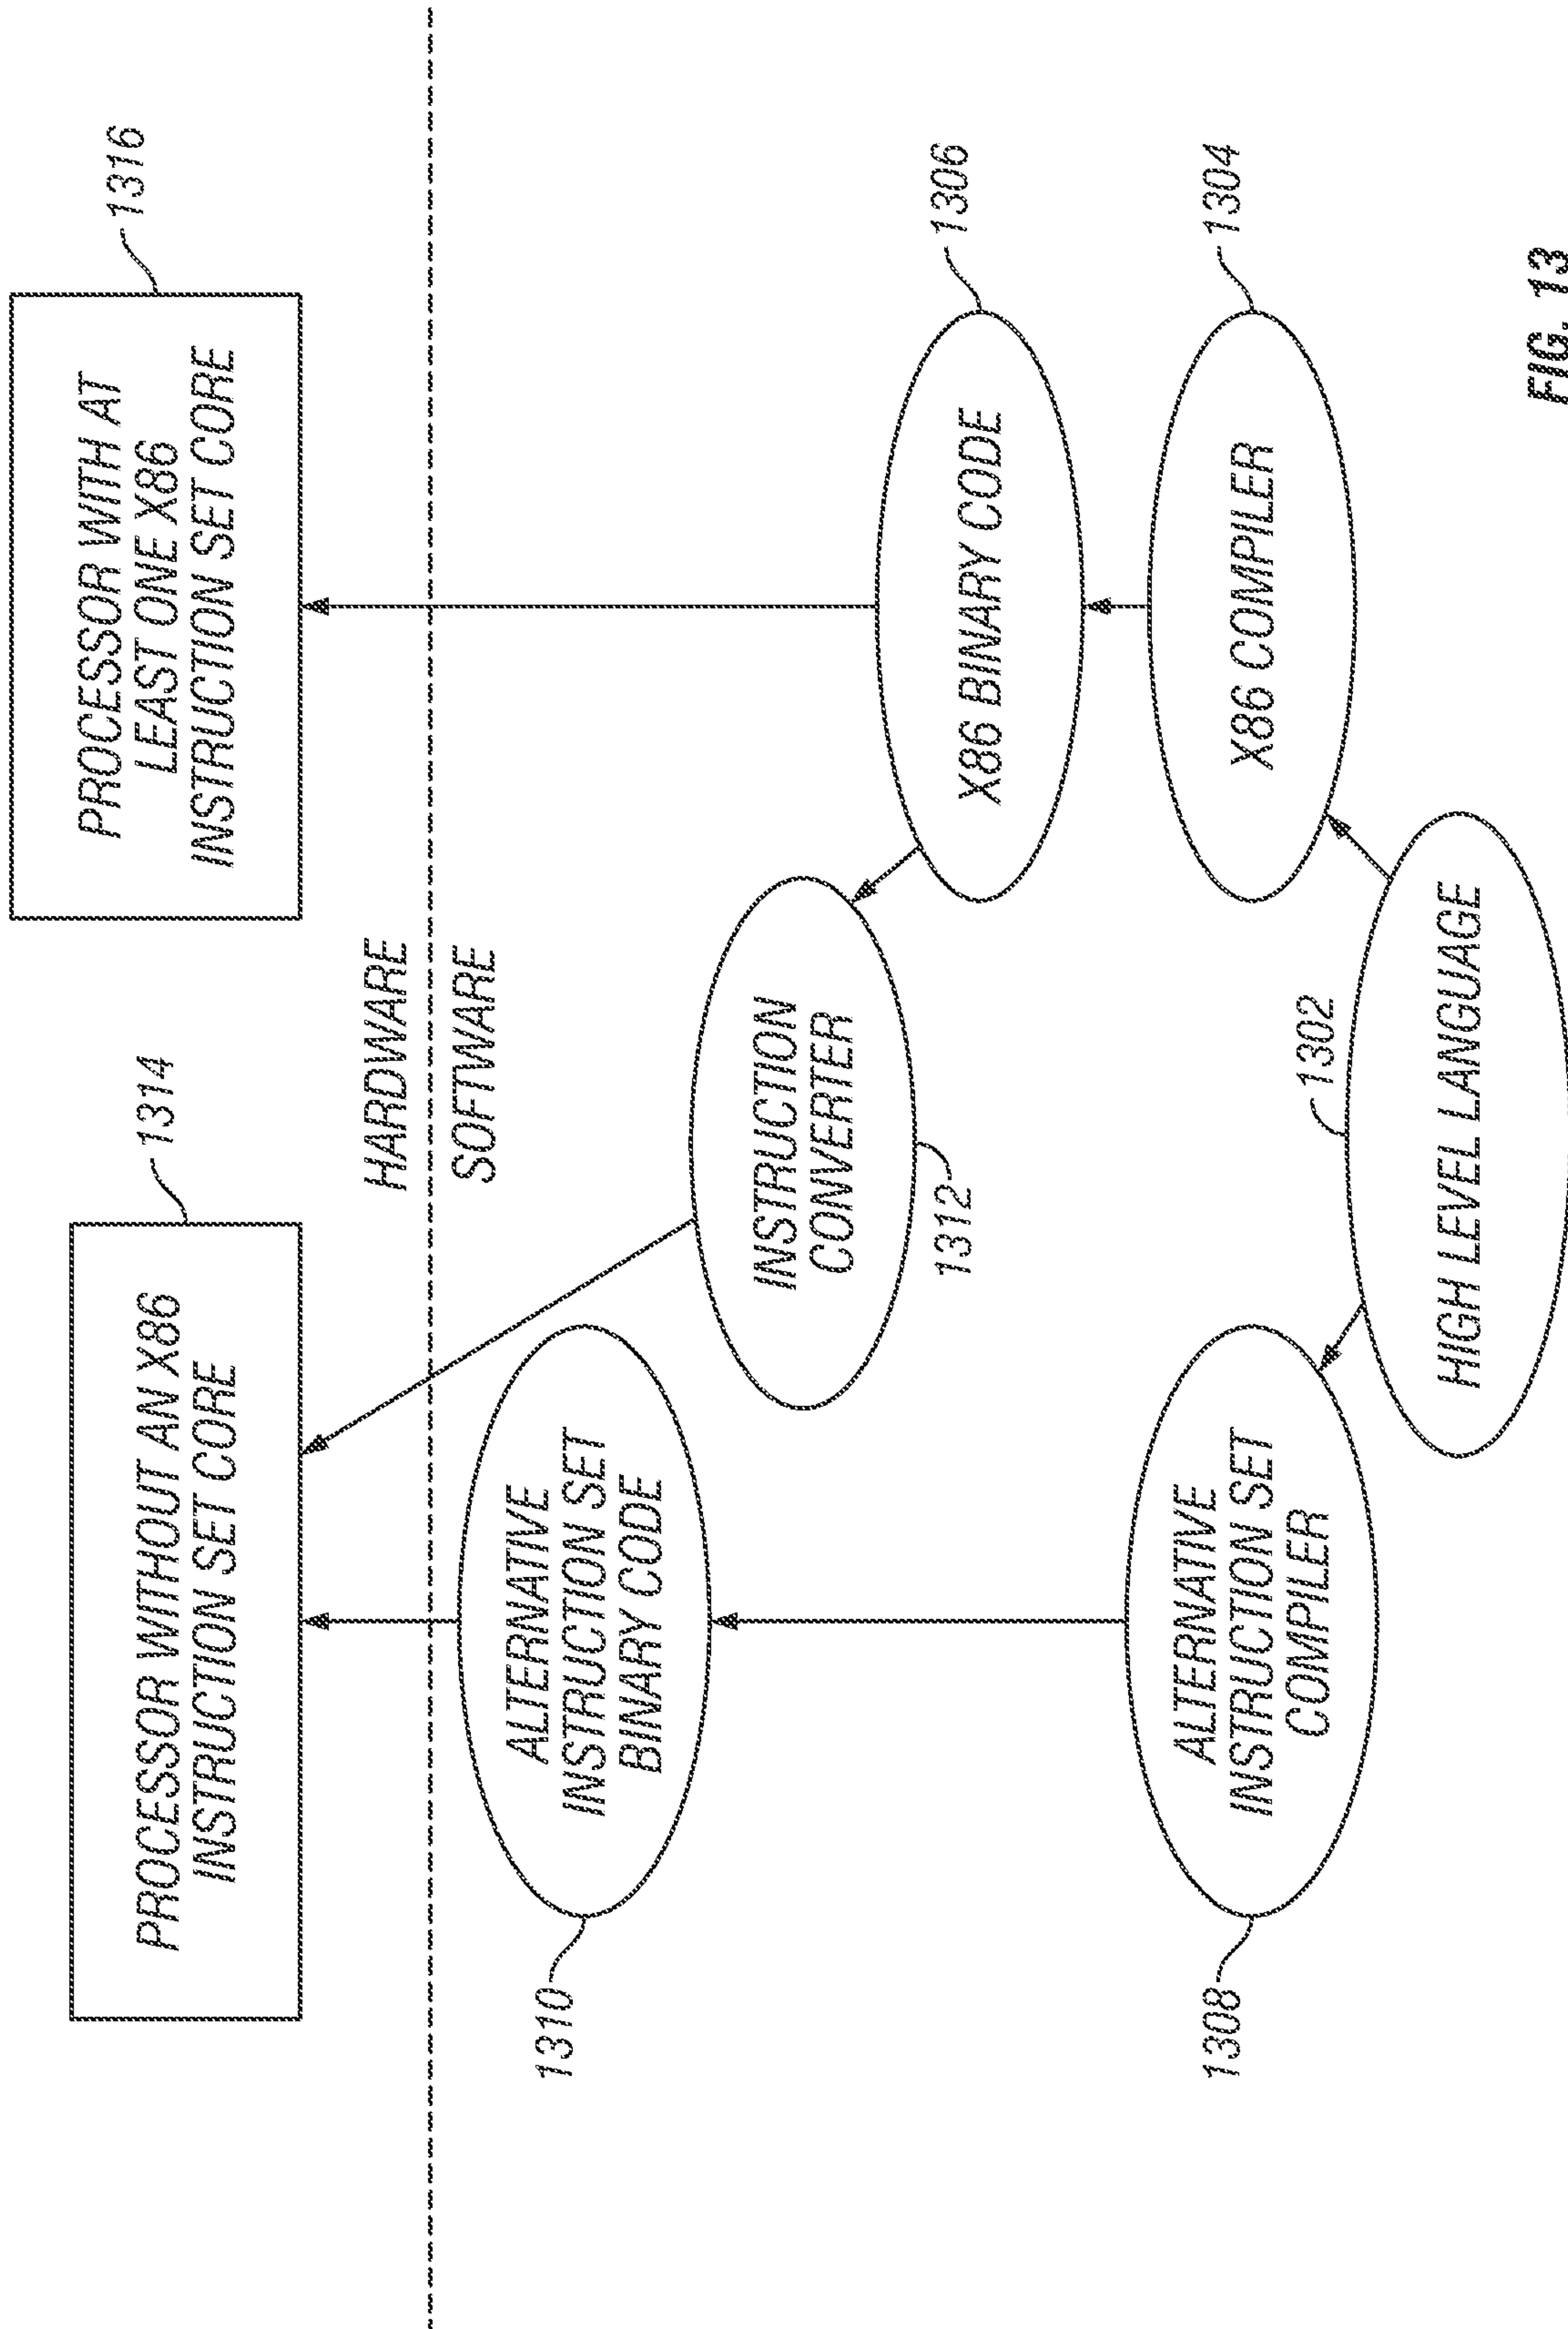 PROCESSOR WITHOUT AN X86
INSTRUCTION SET CORE
1314
PROCESSOR WITH AT
LEAST ONE X86
INSTRUCTION SET CORE
1316
HARDWARE
SOFTWARE
1310
ALTERNATIVE
INSTRUCTION SET
BINARY CODE
INSTRUCTION
CONVERTER
1312
X86 BINARY CODE
1306
1308
ALTERNATIVE
INSTRUCTION SET
COMPILER
X86 COMPILER
1304
1302
HIGH LEVEL LANGUAGE
FIG. 13